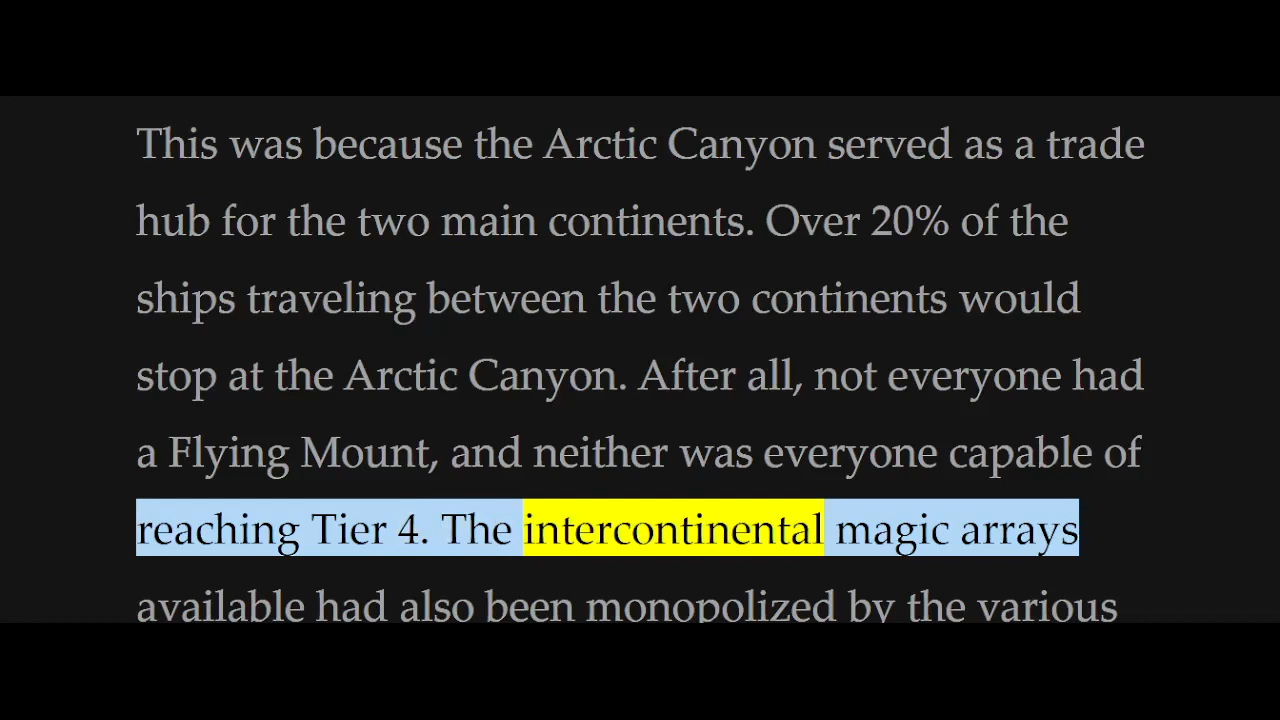 This was because the Arctic Canyon served as a trade
hub for the two main continents. Over 20% of the
ships traveling between the two continents would
stop at the Arctic Canyon. After all, not everyone had
a Flying Mount, and neither was everyone capable of
reaching Tier 4. The intercontinental magic arrays
available had also been monopolized by the various